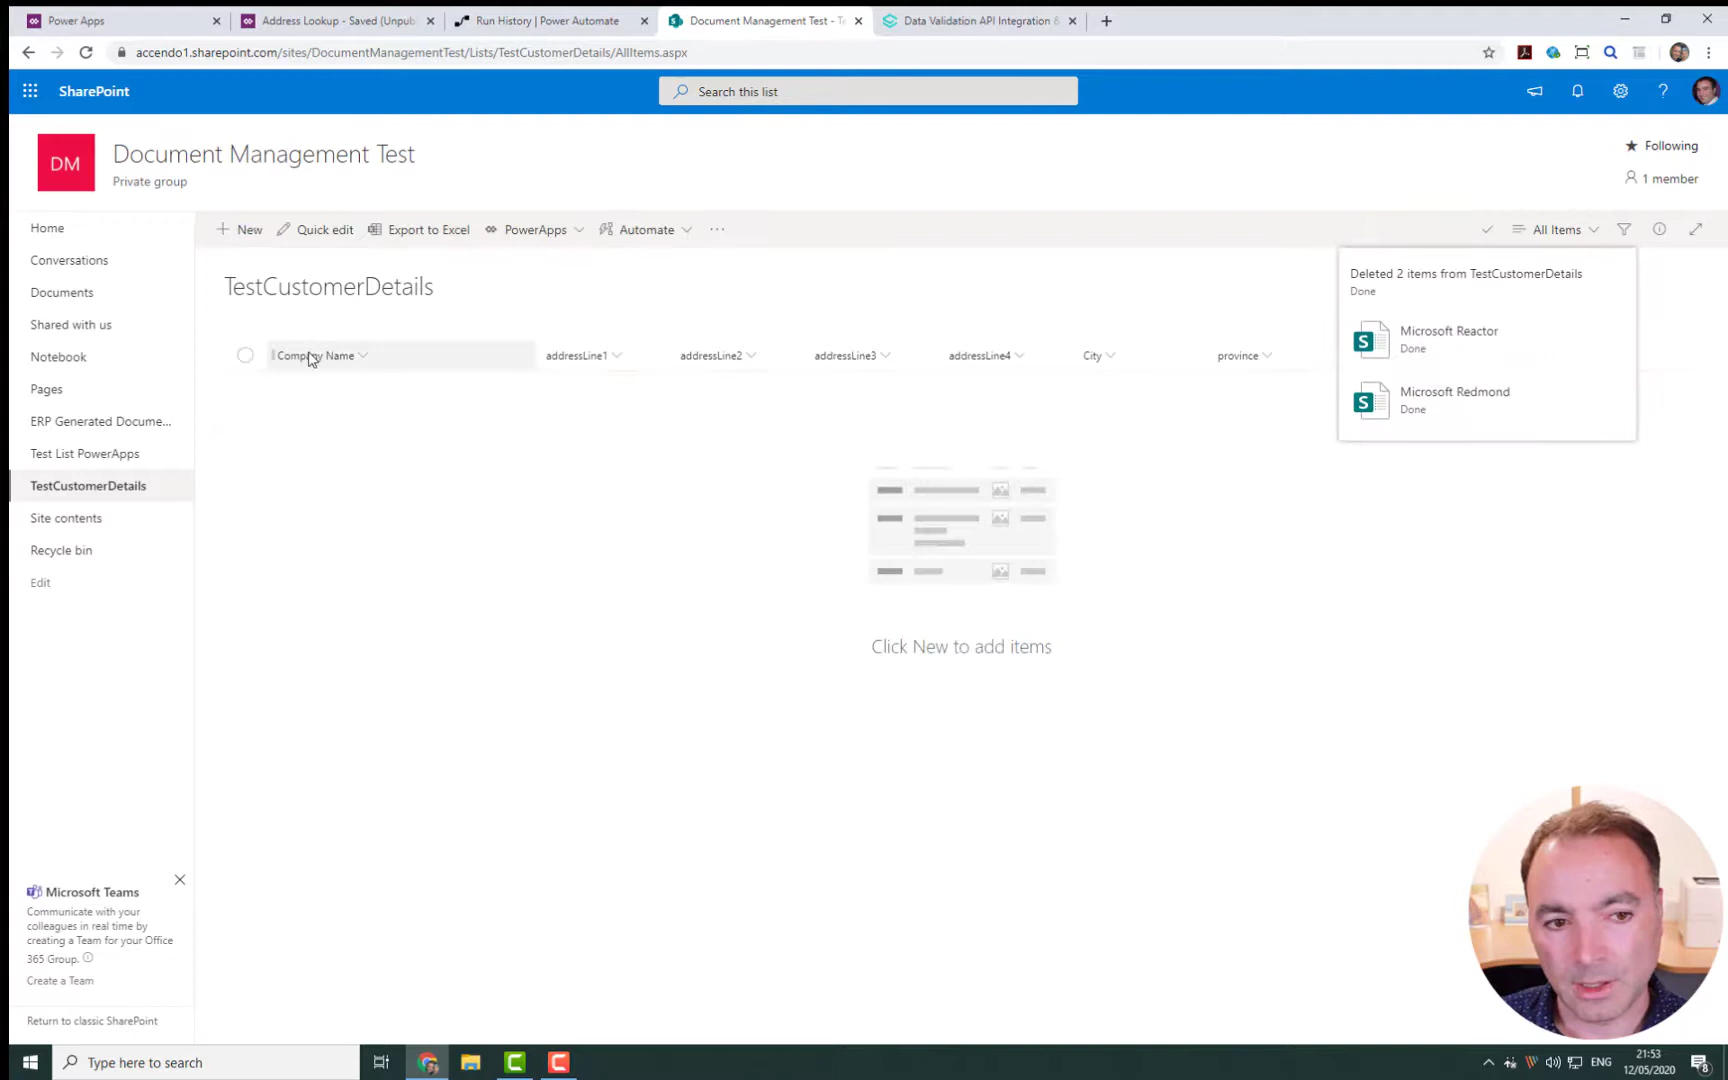 Power Apps
Address Lookup - Saved (Unpub
Run History | Power Automate
Document Management Test - Te
Data Validation API Integration &
accendo1.sharepoint.com/sites/DocumentManagementTest/Lists/TestCustomerDetails/AllItems.aspx
SharePoint
Search this list
DM
Document Management Test
Private group
Following
1 member
Home
Conversations
Documents
Shared with us
Notebook
Pages
ERP Generated Docume...
Test List PowerApps
TestCustomerDetails
Site contents
Recycle bin
Edit
New
Quick edit
Export to Excel
PowerApps
Automate
All Items
TestCustomerDetails
Company Name
addressLine1
addressLine2
addressLine3
addressLine4
City
province
Deleted 2 items from TestCustomerDetails
Done
Microsoft Reactor
Done
Microsoft Redmond
Done
Click New to add items
Microsoft Teams
Communicate with your
colleagues in real time by
creating a Team for your Office
365 Group.
Create a Team
Return to classic SharePoint
Type here to search
ENG
21:53
12/05/2020
8